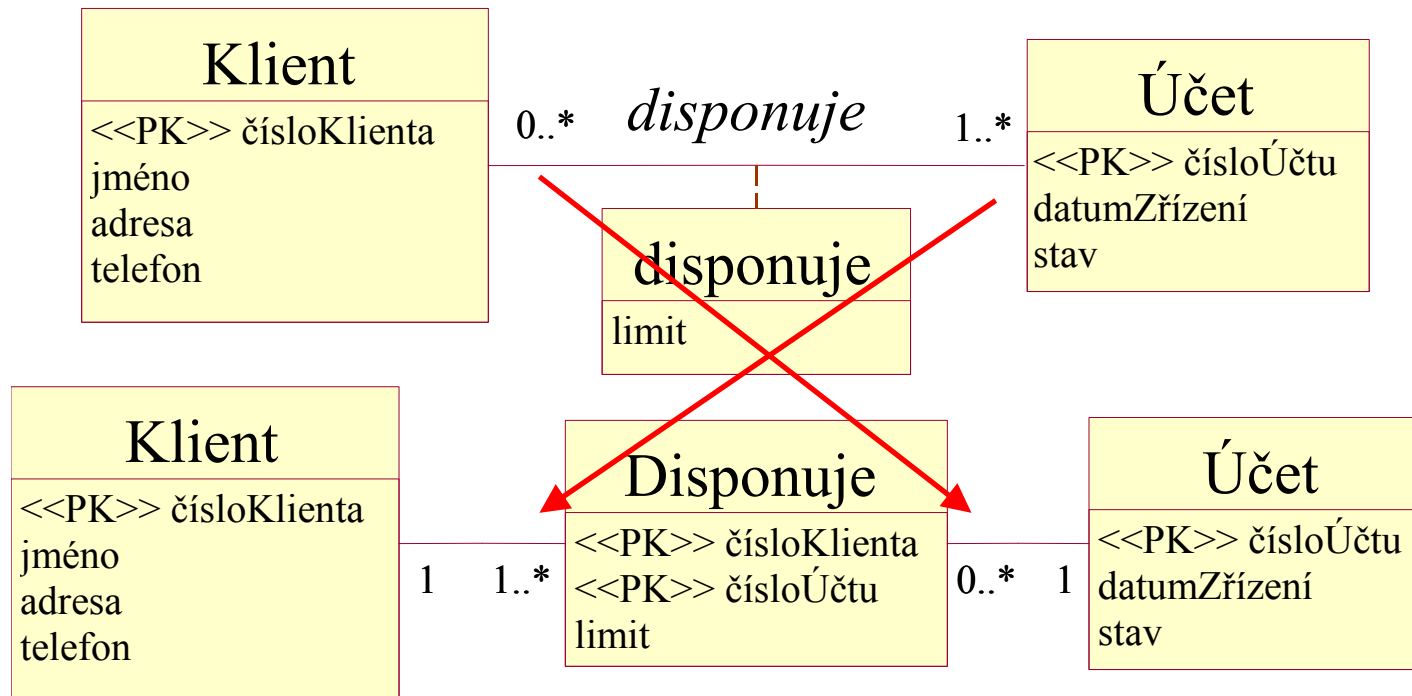 Klient
<<PK>> čísloKlienta
jméno
adresa
telefon
0..*
disponuje
1..*
Účet
<<PK>> čísloÚčtu
datumZřízení
stav
disponuje
limit
Klient
<<PK>> čísloKlienta
jméno
adresa
telefon
1
1..*
Disponuje
<<PK>> čísloKlienta
<<PK>> čísloÚčtu
limit
0..*
1
Účet
<<PK>> čísloÚčtu
datumZřízení
stav